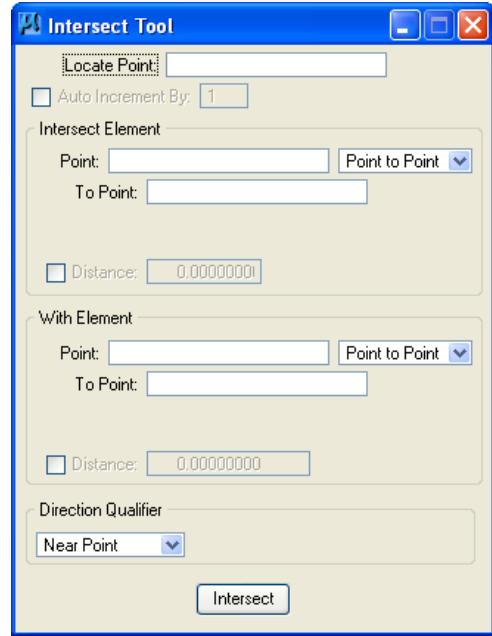 Intersect Tool
Locate Point:
Auto Increment By: 1
Intersect Element
Point: Point to Point
To Point:
Distance: 0.0000000
With Element
Point: Point to Point
To Point:
Distance: 0.00000000
Direction Qualifier
Near Point
Intersect